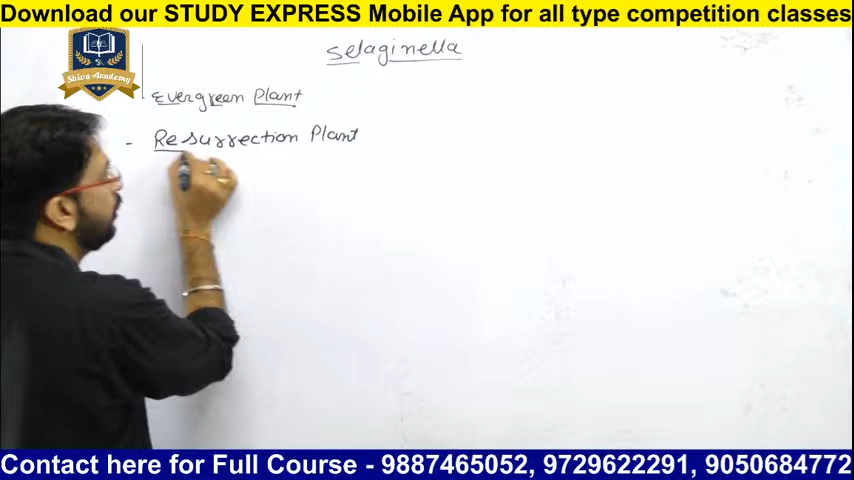 Download our STUDY EXPRESS Mobile App for all type competition classes
Shiva Academy
Selaginella
Evergreen Plant
- Resurrection Plant
Contact here for Full Course - 9887465052, 9729622291, 9050684772